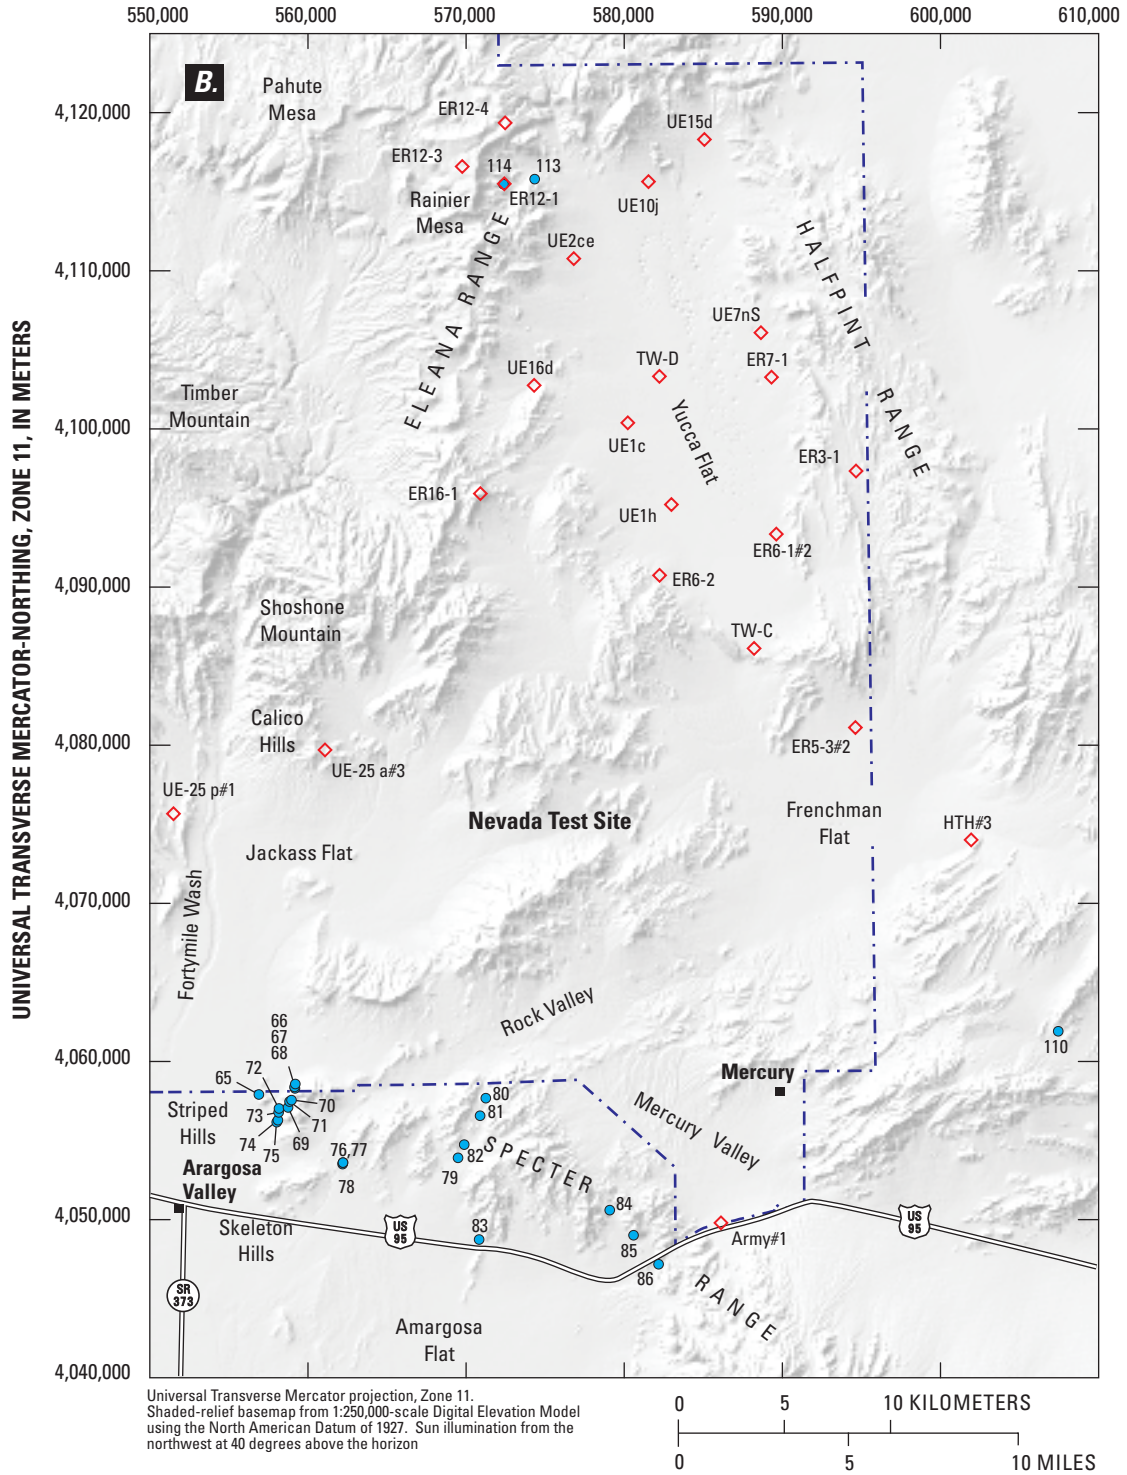 550,000
560,000
570,000
580,000
590,000
600,000
610,000
B.
Pahute
Mesa
ER12-4
UE15d
4,120,000
ER12-3
114
113
Rainier
Mesa
ER12-1
UE10j
UE2ce
HALFPINT
RANGE
4,110,000
ELEANA RANGE
UE7nS
UE16d
TW-D
ER7-1
Timber
Mountain
4,100,000
Yucca Flat
UE1c
ER3-1
ER16-1
UE1h
ER6-1#2
4,090,000
ER6-2
Shoshone
Mountain
TW-C
Calico
Hills
4,080,000
UE-25 a#3
ER5-3#2
UE-25 p#1
Nevada Test Site
Frenchman
Flat
HTH#3
Jackass Flat
4,070,000
Fortymile Wash
Rock Valley
66
67
68
4,060,000
72
65
110
Mercury
80
Striped
Hills
73
70
71
81
74
75
69
76,77
Mercury Valley
SPECTER
RANGE
82
Arargosa
Valley
78
79
84
4,050,000
Skeleton
Hills
US
95
83
85
Army#1
US
95
86
SR
373
Amargosa
Flat
4,040,000
UNIVERSAL TRANSVERSE MERCATOR-NORTHING, ZONE 11, IN METERS
Universal Transverse Mercator projection, Zone 11.
Shaded-relief basemap from 1:250,000-scale Digital Elevation Model
using the North American Datum of 1927.  Sun illumination from the
northwest at 40 degrees above the horizon
0 5 10 KILOMETERS
0 5 10 MILES